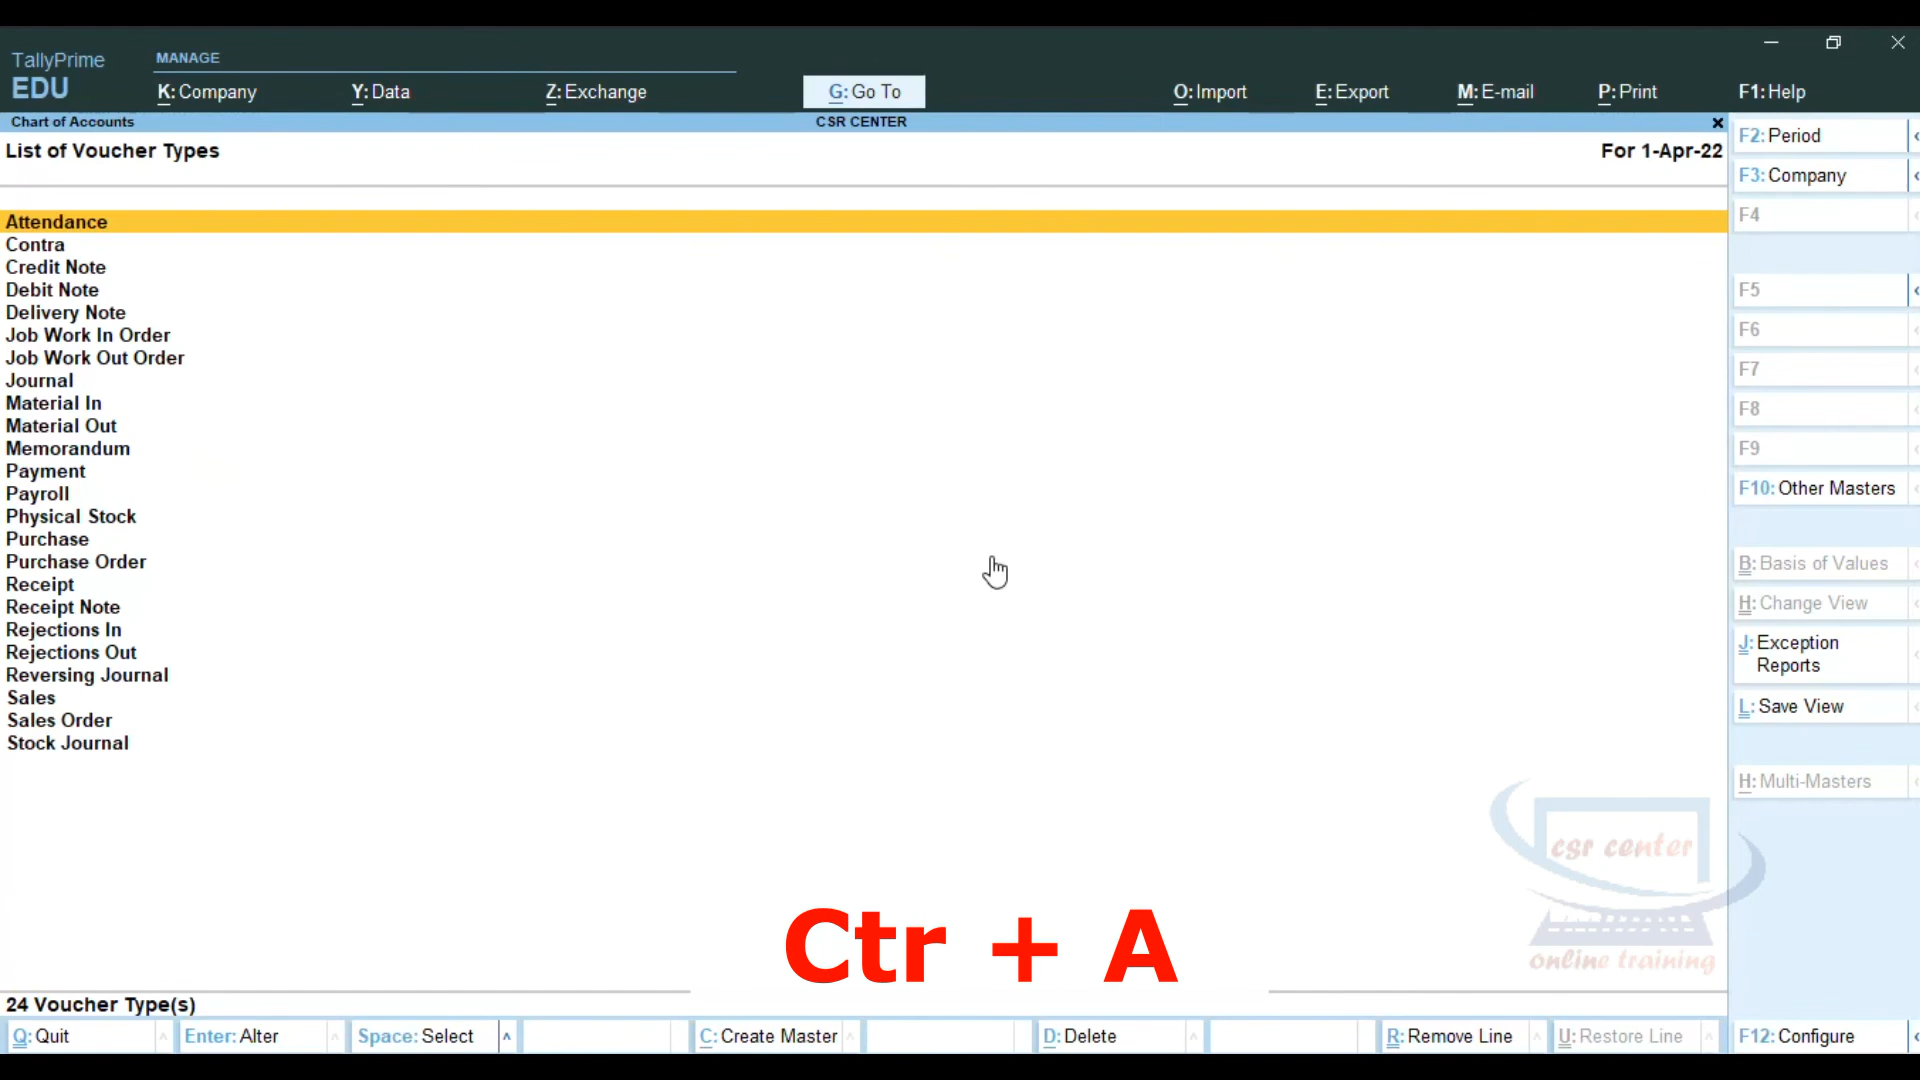 TallyPrime
EDU
MANAGE
K: Company
Y: Data
Z: Exchange
G: Go To
O: Import
E: Export
M: E-mail
P: Print
F1: Help
Chart of Accounts
CSR CENTER
List of Voucher Types
For 1-Apr-22
Attendance
Contra
Credit Note
Debit Note
Delivery Note
Job Work In Order
Job Work Out Order
Journal
Material In
Material Out
Memorandum
Payment
Payroll
Physical Stock
Purchase
Purchase Order
Receipt
Receipt Note
Rejections In
Rejections Out
Reversing Journal
Sales
Sales Order
Stock Journal
F2: Period
F3: Company
F4
F5
F6
F7
F8
F9
F10: Other Masters
B: Basis of Values
H: Change View
J: Exception
Reports
L: Save View
H: Multi-Masters
csr center
online training
Ctr + A
24 Voucher Type(s)
Q: Quit
Enter: Alter
Space: Select
C: Create Master
D: Delete
R: Remove Line
U: Restore Line
F12: Configure